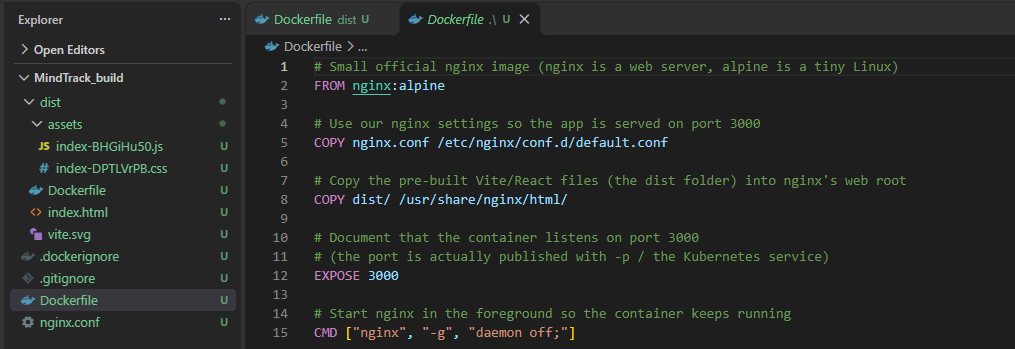 Explorer
...
Open Editors
MindTrack_build
dist
assets
JS index-BHGiHu50.js U
# index-DPTLVrPB.css U
Dockerfile U
<> index.html U
vite.svg U
.dockerignore U
.gitignore U
Dockerfile U
nginx.conf U
Dockerfile dist U
Dockerfile .\ U
Dockerfile > ...
1 # Small official nginx image (nginx is a web server, alpine is a tiny Linux)
2 FROM nginx:alpine
3
4 # Use our nginx settings so the app is served on port 3000
5 COPY nginx.conf /etc/nginx/conf.d/default.conf
6
7 # Copy the pre-built Vite/React files (the dist folder) into nginx's web root
8 COPY dist/ /usr/share/nginx/html/
9
10 # Document that the container listens on port 3000
11 # (the port is actually published with -p / the Kubernetes service)
12 EXPOSE 3000
13
14 # Start nginx in the foreground so the container keeps running
15 CMD ["nginx", "-g", "daemon off;"]